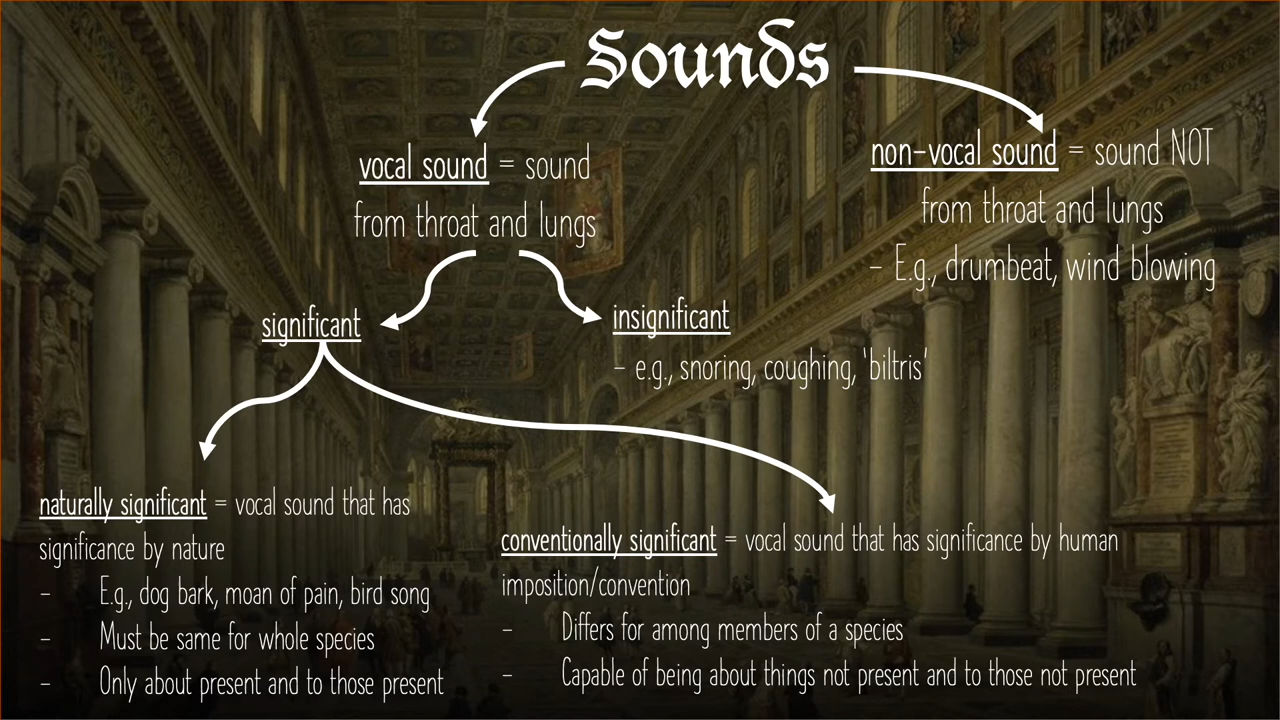 Sounds
vocal sound = sound
from throat and lungs
non-vocal sound = sound NOT
from throat and lungs
- E.g., drumbeat, wind blowing
significant
insignificant
- e.g., snoring, coughing, 'biltris'
naturally significant = vocal sound that has
significance by nature
- E.g., dog bark, moan of pain, bird song
- Must be same for whole species
- Only about present and to those present
conventionally significant = vocal sound that has significance by human
imposition/convention
- Differs for among members of a species
- Capable of being about things not present and to those not present